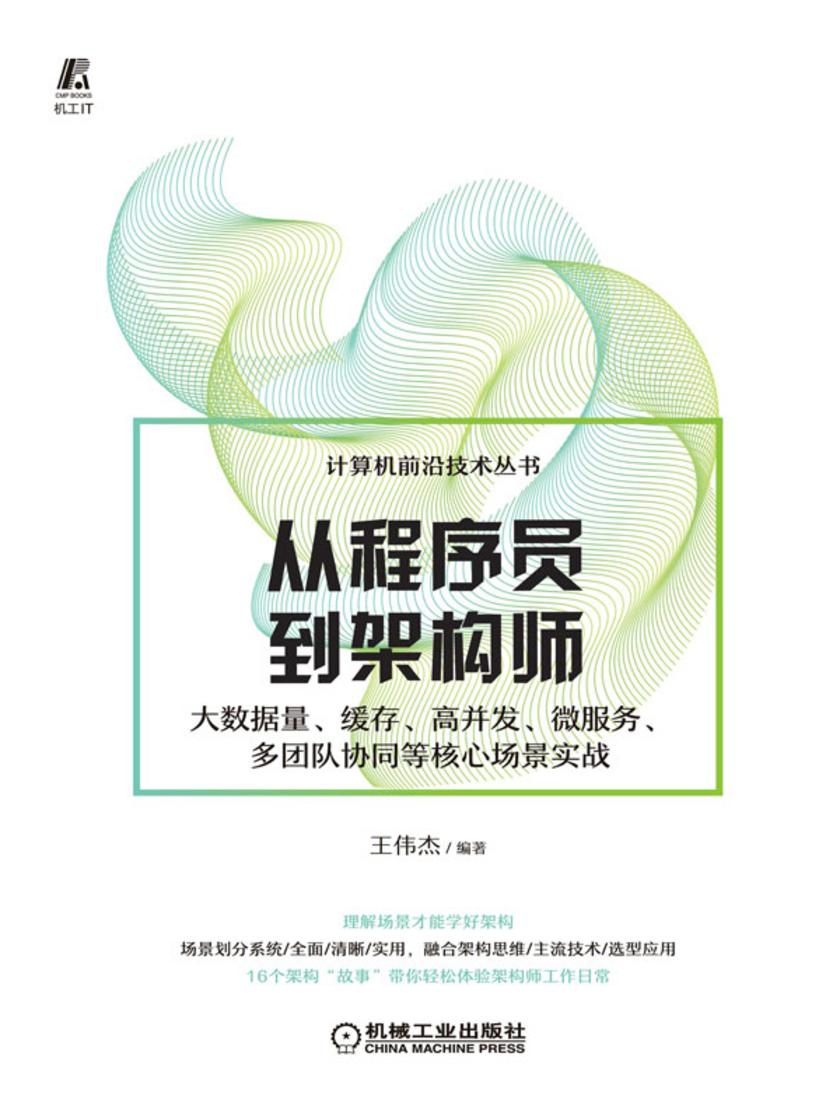 CMP BOOKS
机工IT
计算机前沿技术丛书
从程序员
到架构师
大数据量、缓存、高并发、微服务、
多团队协同等核心场景实战
王伟杰 / 编著
理解场景才能学好架构
场景划分系统/全面/清晰/实用，融合架构思维/主流技术/选型应用
16个架构“故事”带你轻松体验架构师工作日常
机械工业出版社
CHINA MACHINE PRESS